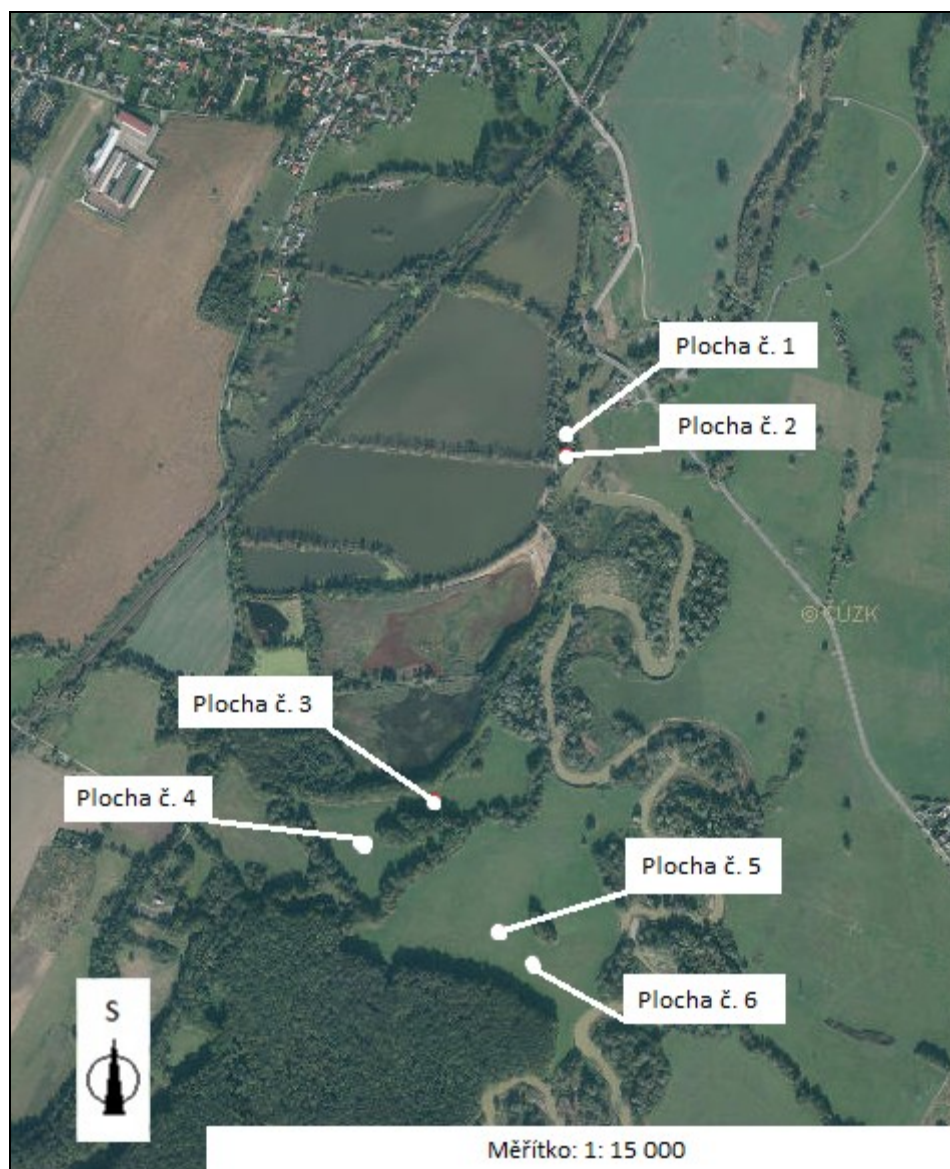 Plocha č. 1
Plocha č. 2
© ČÚZK
Plocha č. 3
Plocha č. 4
Plocha č. 5
Plocha č. 6
S
Měřítko: 1: 15 000